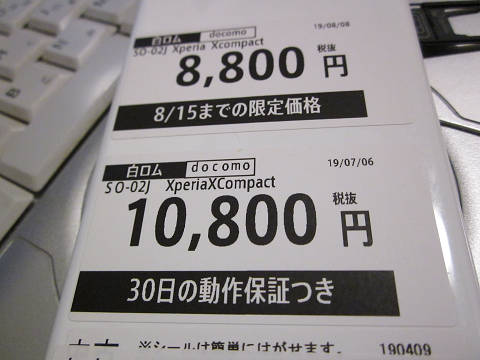 白ロム docomo 19/08/08
SO-02J Xperia Xcompact
8,800 円 税抜
8/15までの限定価格
白ロム docomo 19/07/06
SO-02J XperiaXCompact
10,800 円 税抜
30日の動作保証つき
※シールは簡単にはがせます. 190409